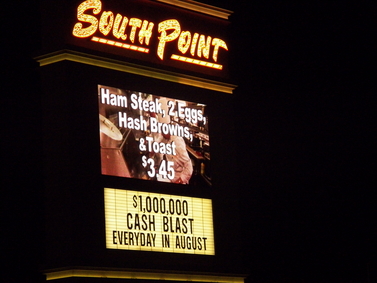 South Point
Ham Steak, 2 Eggs,
Hash Browns,
&Toast
$3.45
$1,000,000
CASH BLAST
EVERYDAY IN AUGUST